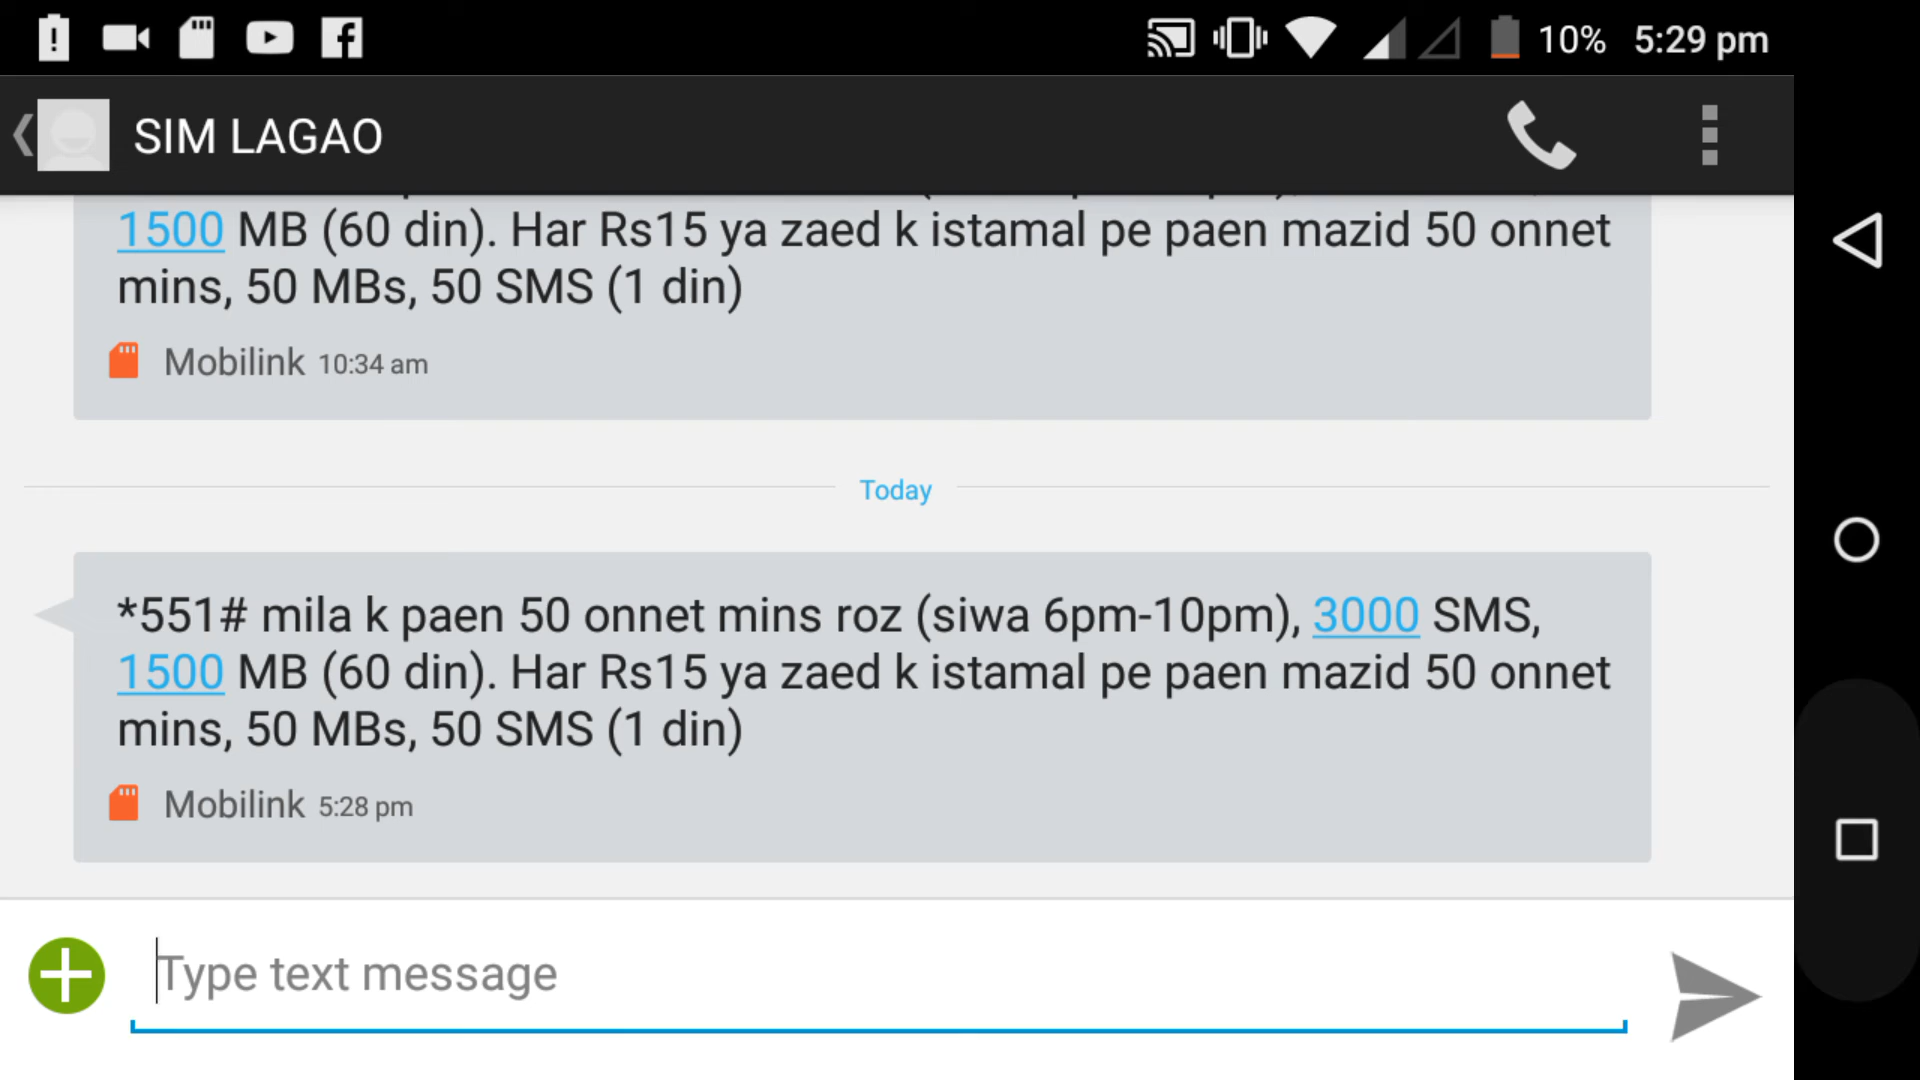 10% 5:29 pm
SIM LAGAO
1500 MB (60 din). Har Rs15 ya zaed k istamal pe paen mazid 50 onnet
mins, 50 MBs, 50 SMS (1 din)
Mobilink 10:34 am
Today
*551# mila k paen 50 onnet mins roz (siwa 6pm-10pm), 3000 SMS,
1500 MB (60 din). Har Rs15 ya zaed k istamal pe paen mazid 50 onnet
mins, 50 MBs, 50 SMS (1 din)
Mobilink 5:28 pm
Type text message